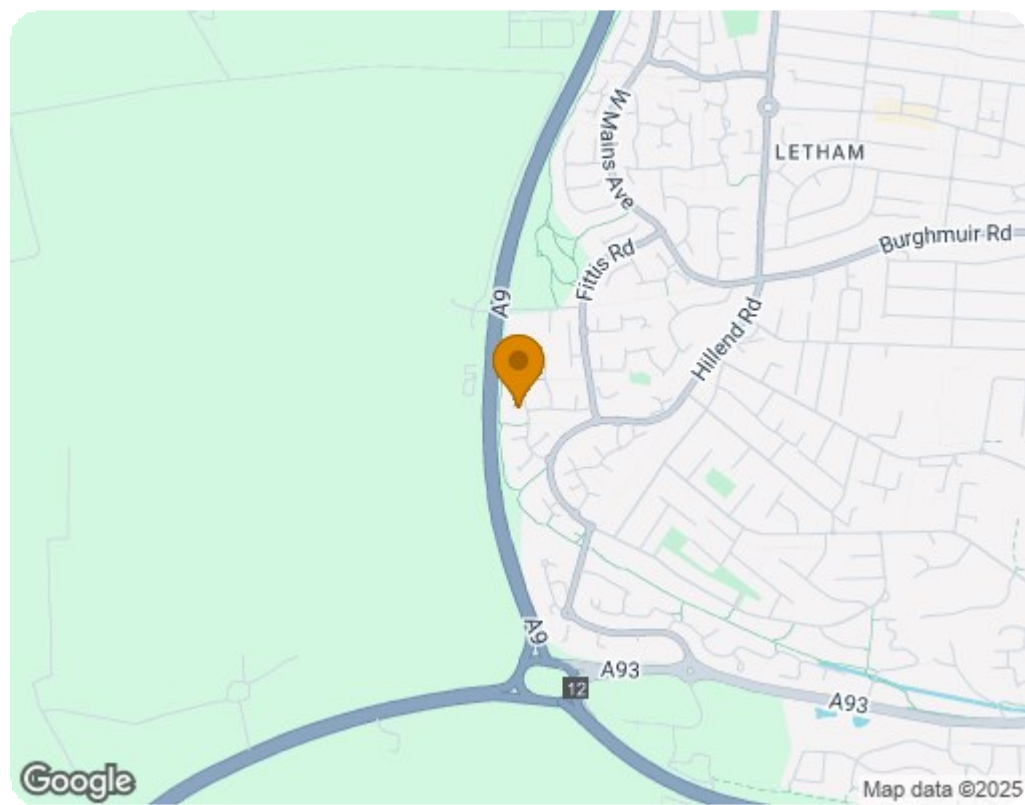 W Mains Ave
LETHAM
Burghmuir Rd
Fittis Rd
A9
Hillend Rd
A9
A93
12
A93
Google
Map data ©2025